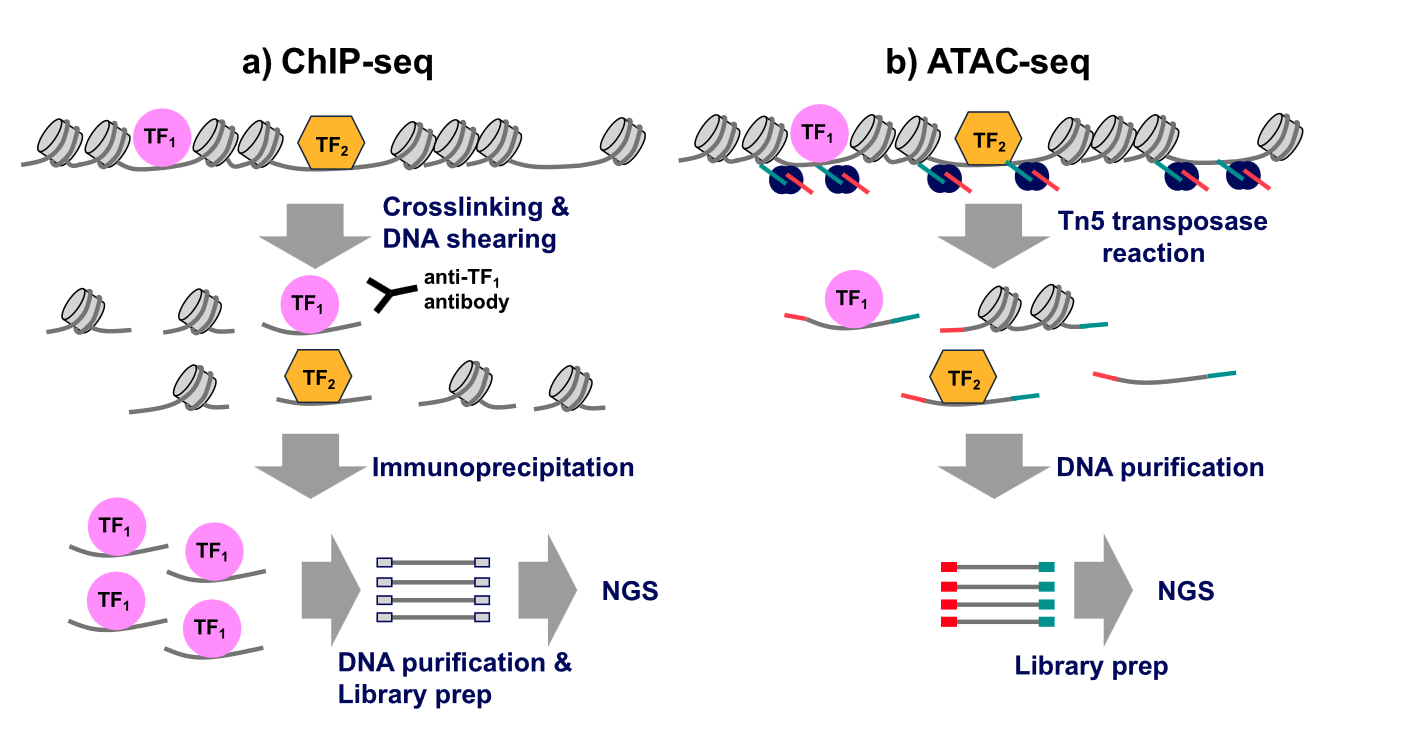 a) ChIP-seq
TF1
TF2
Crosslinking &
DNA shearing
TF1
anti-TF1
antibody
TF2
Immunoprecipitation
TF1
TF1
TF1
TF1
NGS
DNA purification &
Library prep
b) ATAC-seq
TF1
TF2
Tn5 transposase
reaction
TF1
TF2
DNA purification
NGS
Library prep